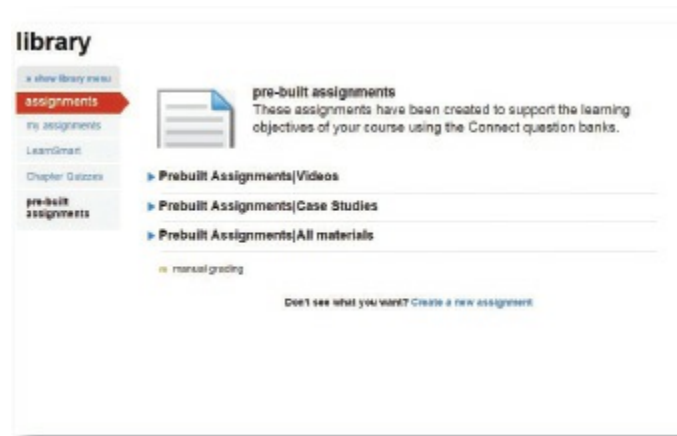 library
show library menu
assignments
my assignments
LearnSmart
Chapter Quizzes
pre-built
assignments
pre-built assignments
These assignments have been created to support the learning
objectives of your course using the Connect question banks.
Prebuilt Assignments|Videos
Prebuilt Assignments|Case Studies
Prebuilt Assignments|All materials
manual grading
Don't see what you want? Create a new assignment